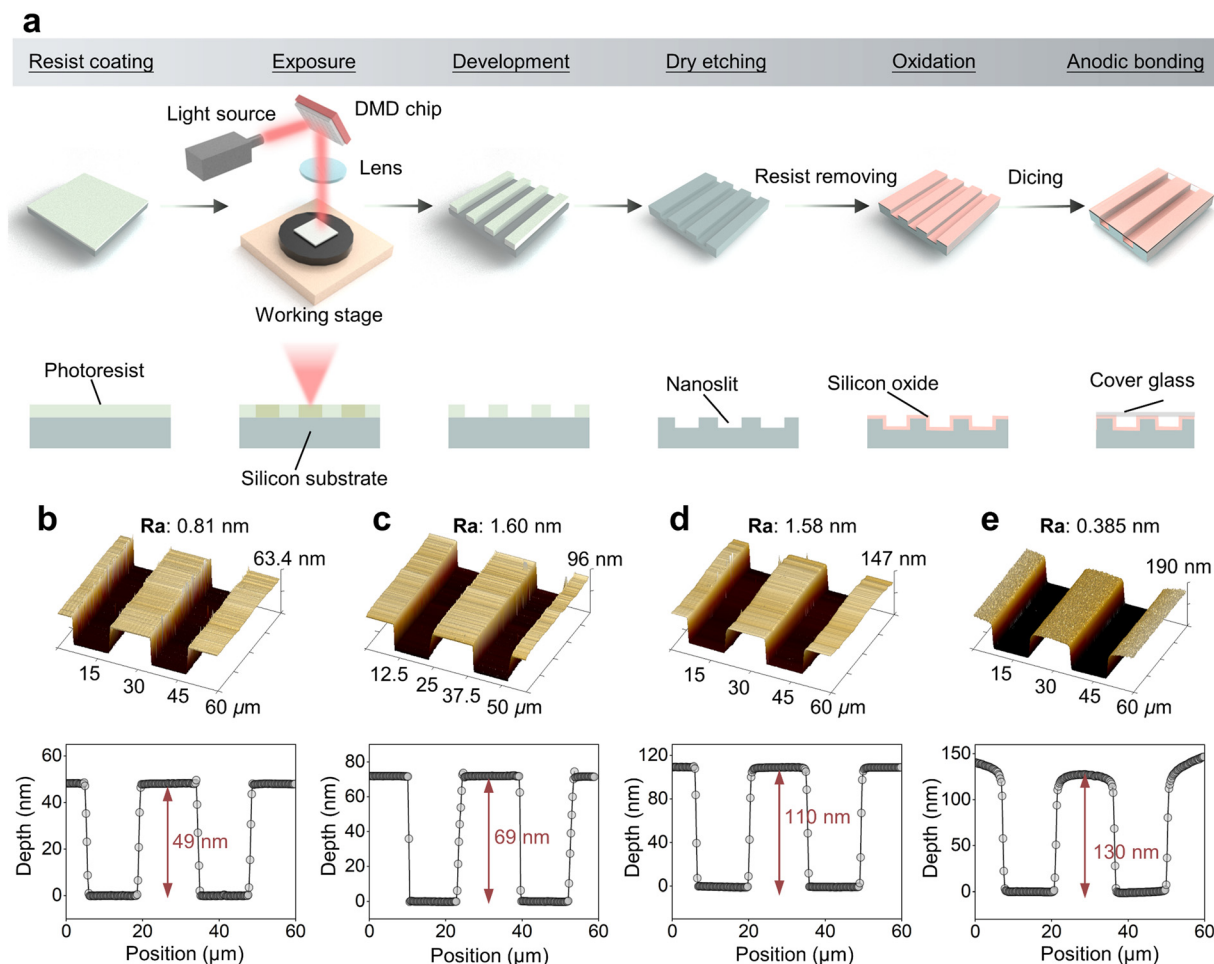 a
Resist coating
Exposure
Development
Dry etching
Oxidation
Anodic bonding
Light source
DMD chip
Lens
Resist removing
Dicing
Working stage
Photoresist
Nanoslit
Silicon oxide
Cover glass
Silicon substrate
b
Ra: 0.81 nm
63.4 nm
15
30
45
60 µm
c
Ra: 1.60 nm
96 nm
12.5
25
37.5
50 µm
d
Ra: 1.58 nm
147 nm
15
30
45
60 µm
e
Ra: 0.385 nm
190 nm
15
30
45
60 µm
Depth (nm)
60
40
20
0
49 nm
0 20 40 60
Position (µm)
Depth (nm)
80
60
40
20
0
69 nm
0 20 40 60
Position (µm)
Depth (nm)
120
80
40
0
110 nm
0 20 40 60
Position (µm)
Depth (nm)
150
100
50
0
130 nm
0 20 40 60
Position (µm)